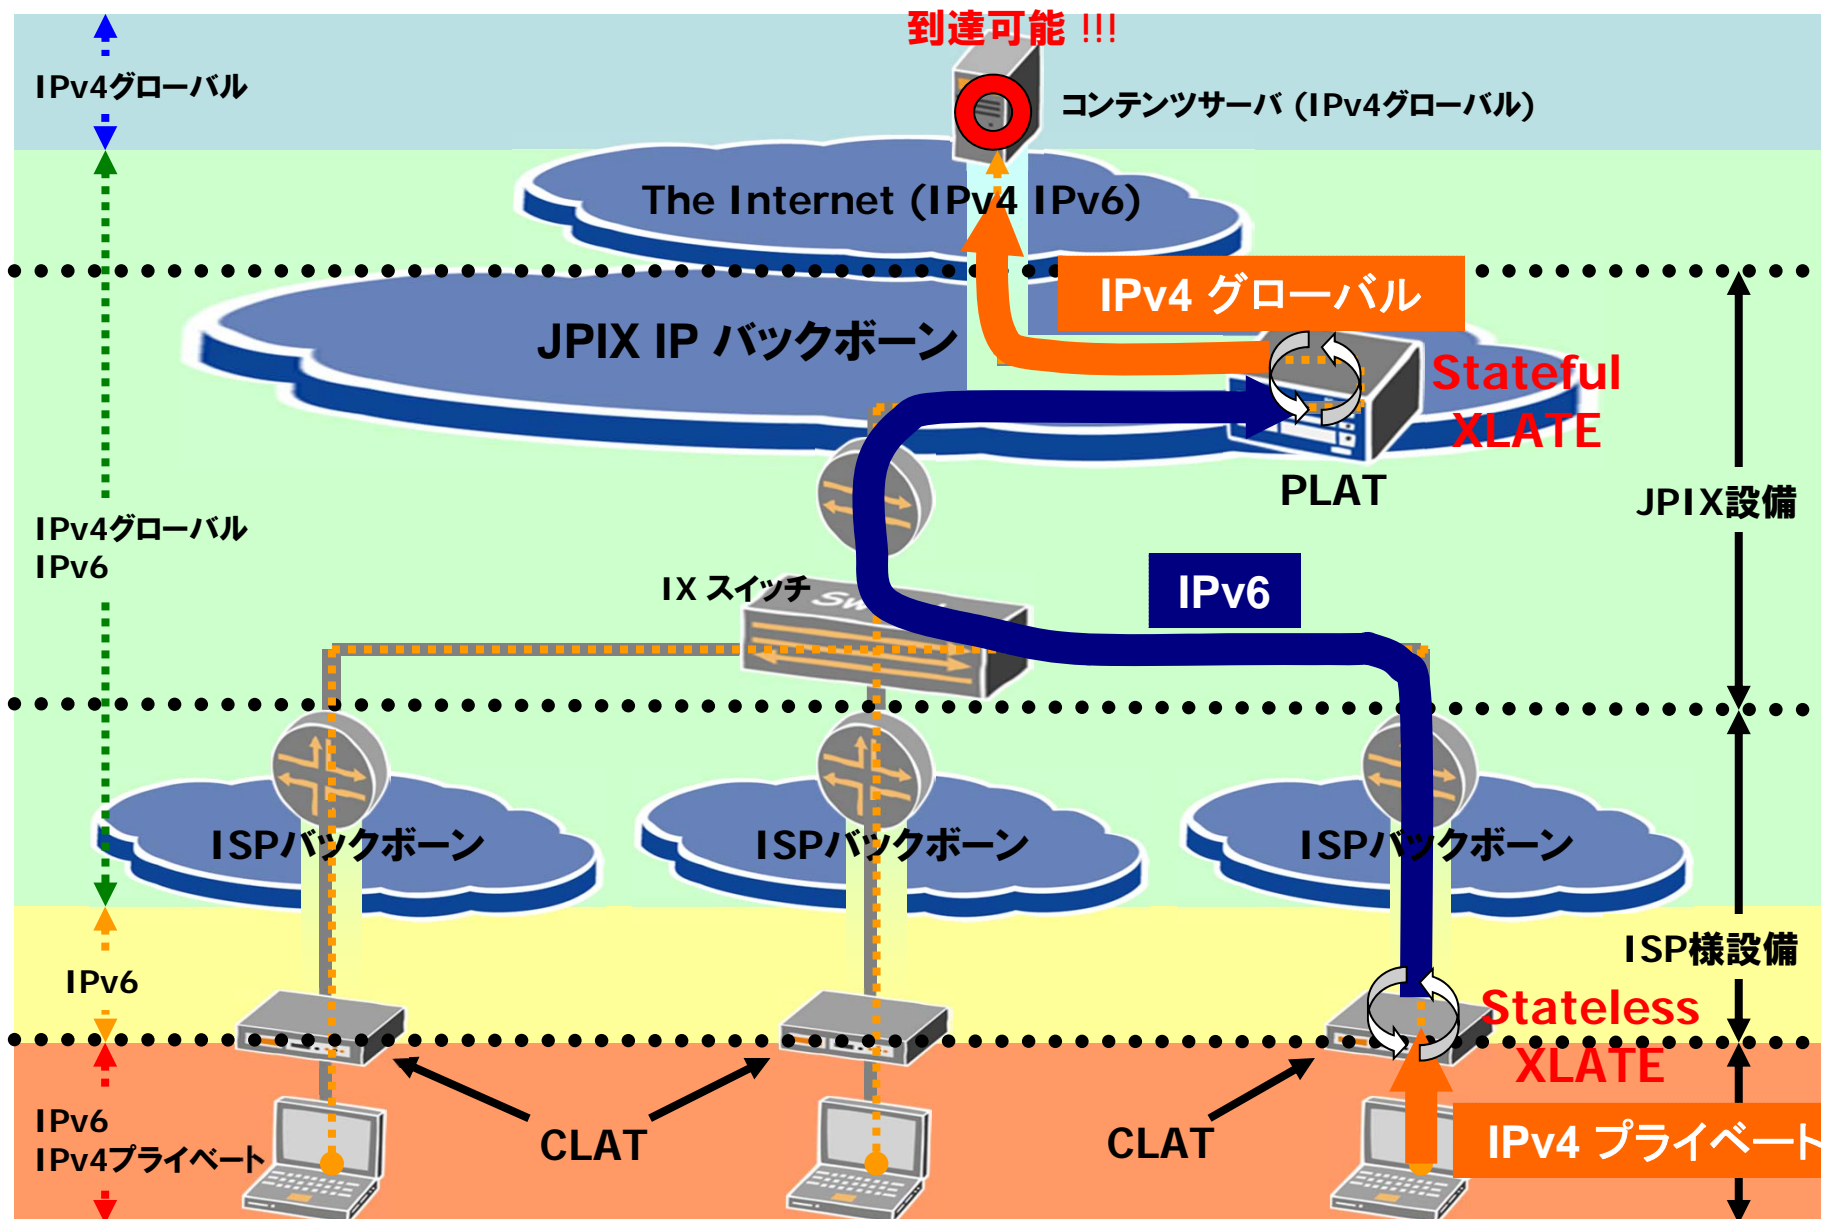 到達可能 !!!
IPv4グローバル
コンテンツサーバ (IPv4グローバル)
The Internet (IPv4 IPv6)
IPv4 グローバル
JPIX IP バックボーン
Stateful
XLATE
PLAT
JPIX設備
IPv4グローバル
IPv6
IX スイッチ
IPv6
ISPバックボーン
ISPバックボーン
ISPバックボーン
ISP様設備
IPv6
Stateless
XLATE
IPv6
IPv4プライベート
CLAT
CLAT
IPv4 プライベート